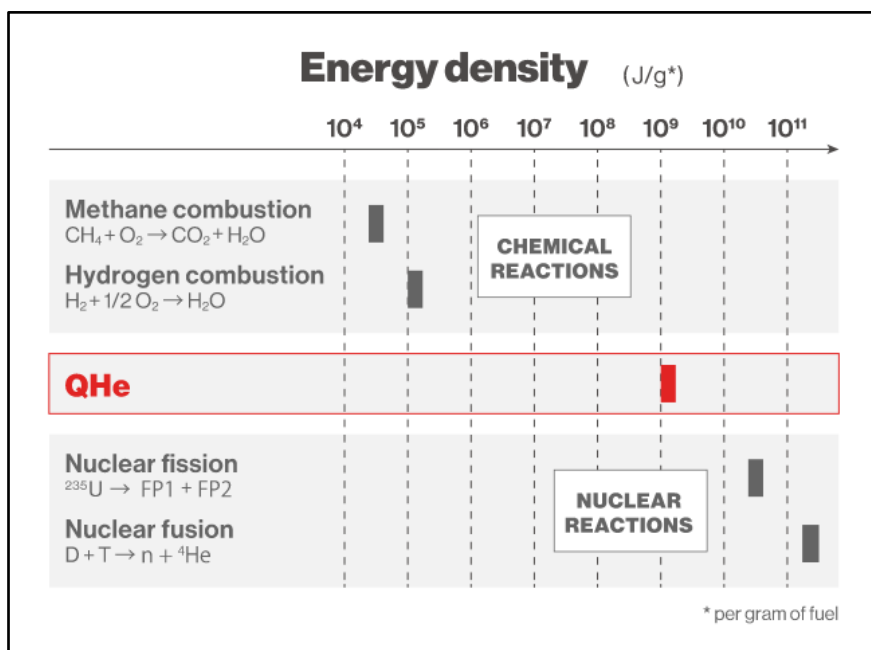 Energy density (J/g*)
10⁴ 10⁵ 10⁶ 10⁷ 10⁸ 10⁹ 10¹⁰ 10¹¹
Methane combustion
CH₄ + O₂ → CO₂ + H₂O
Hydrogen combustion
H₂ + 1/2 O₂ → H₂O
CHEMICAL
REACTIONS
QHe
Nuclear fission
²³⁵U → FP1 + FP2
Nuclear fusion
D + T → n + ⁴He
NUCLEAR
REACTIONS
* per gram of fuel